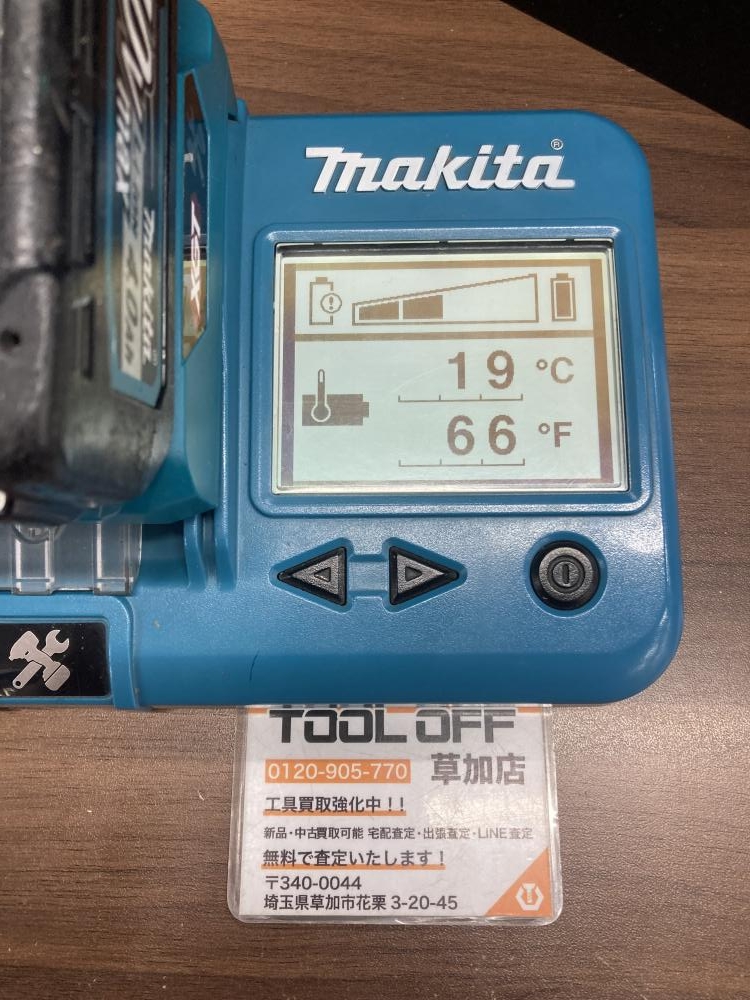 makita
XGT
makita
makita®
19 °C
66 °F
TOOL OFF
0120-905-770 草加店
工具買取強化中！！
新品・中古買取可能 宅配査定・出張査定・LINE査定
無料で査定いたします！
〒340-0044
埼玉県草加市花栗 3-20-45